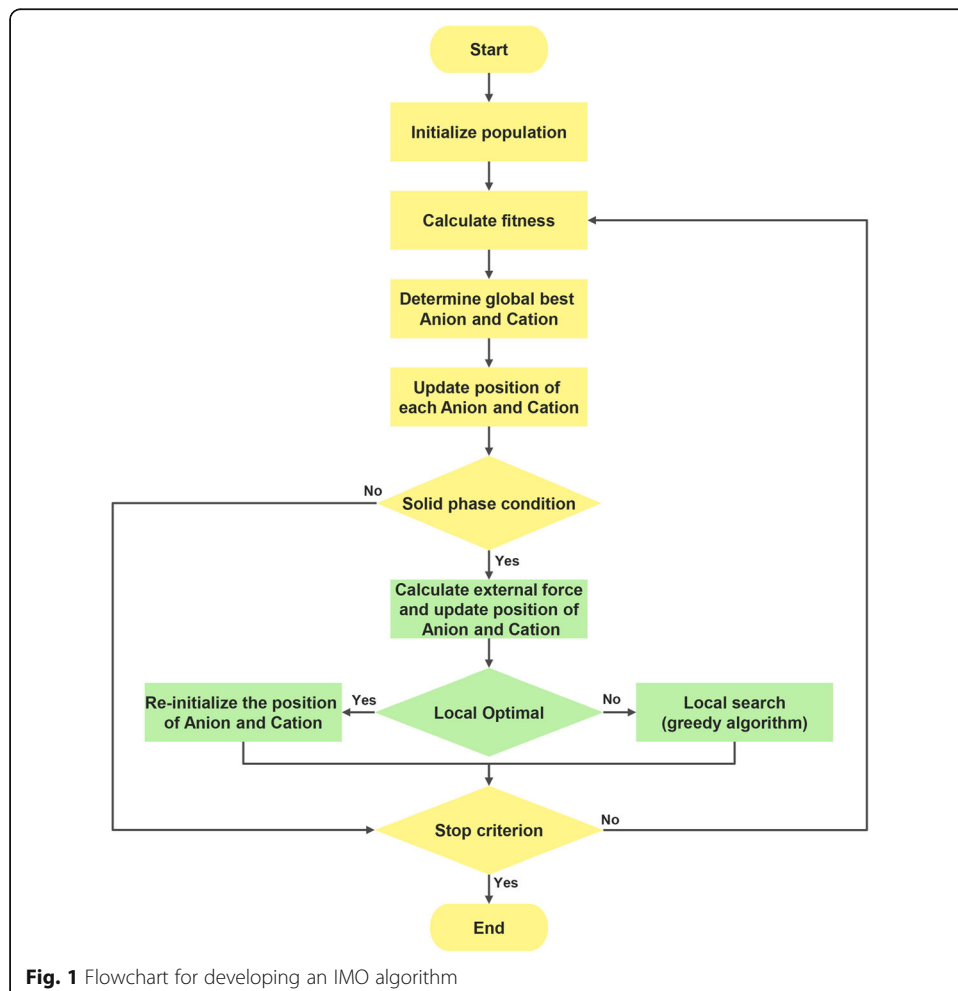 Start
Initialize population
Calculate fitness
Determine global best
Anion and Cation
Update position of
each Anion and Cation
No
Solid phase condition
Yes
Calculate external force
and update position of
Anion and Cation
Re-initialize the position
of Anion and Cation
Yes
Local Optimal
No
Local search
(greedy algorithm)
Stop criterion
No
Yes
End
Fig. 1 Flowchart for developing an IMO algorithm